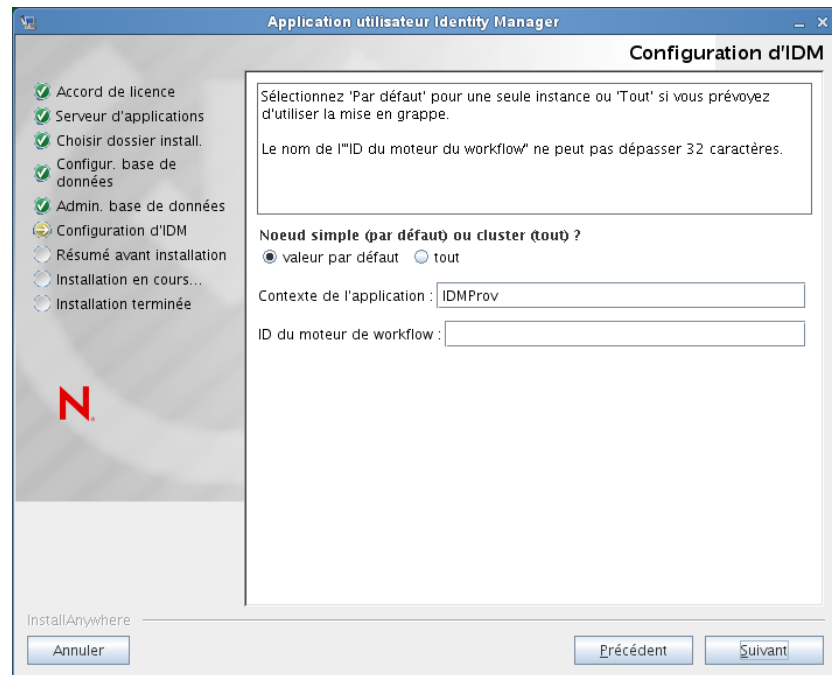 Application utilisateur Identity Manager
Configuration d'IDM
Accord de licence
Serveur d'applications
Choisir dossier install.
Configur. base de
données
Admin. base de données
Configuration d'IDM
Résumé avant installation
Installation en cours...
Installation terminée
N
Sélectionnez 'Par défaut' pour une seule instance ou 'Tout' si vous prévoyez
d'utiliser la mise en grappe.
Le nom de l'"ID du moteur du workflow" ne peut pas dépasser 32 caractères.
Noeud simple (par défaut) ou cluster (tout) ?
valeur par défaut tout
Contexte de l'application : IDMProv
ID du moteur de workflow :
InstallAnywhere
Annuler Précédent Suivant